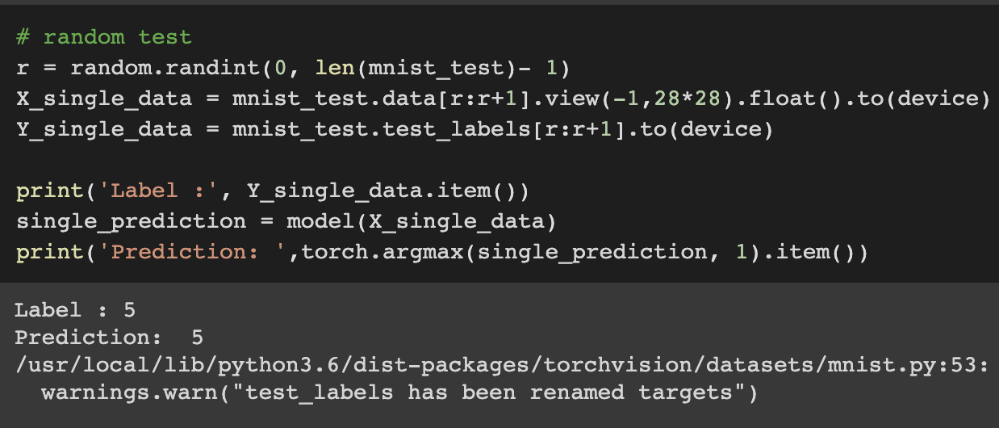 # random test
r = random.randint(0, len(mnist_test)- 1)
X_single_data = mnist_test.data[r:r+1].view(-1,28*28).float().to(device)
Y_single_data = mnist_test.test_labels[r:r+1].to(device)
print('Label :', Y_single_data.item())
single_prediction = model(X_single_data)
print('Prediction: ',torch.argmax(single_prediction, 1).item())
Label : 5
Prediction:  5
/usr/local/lib/python3.6/dist-packages/torchvision/datasets/mnist.py:53:
  warnings.warn("test_labels has been renamed targets")